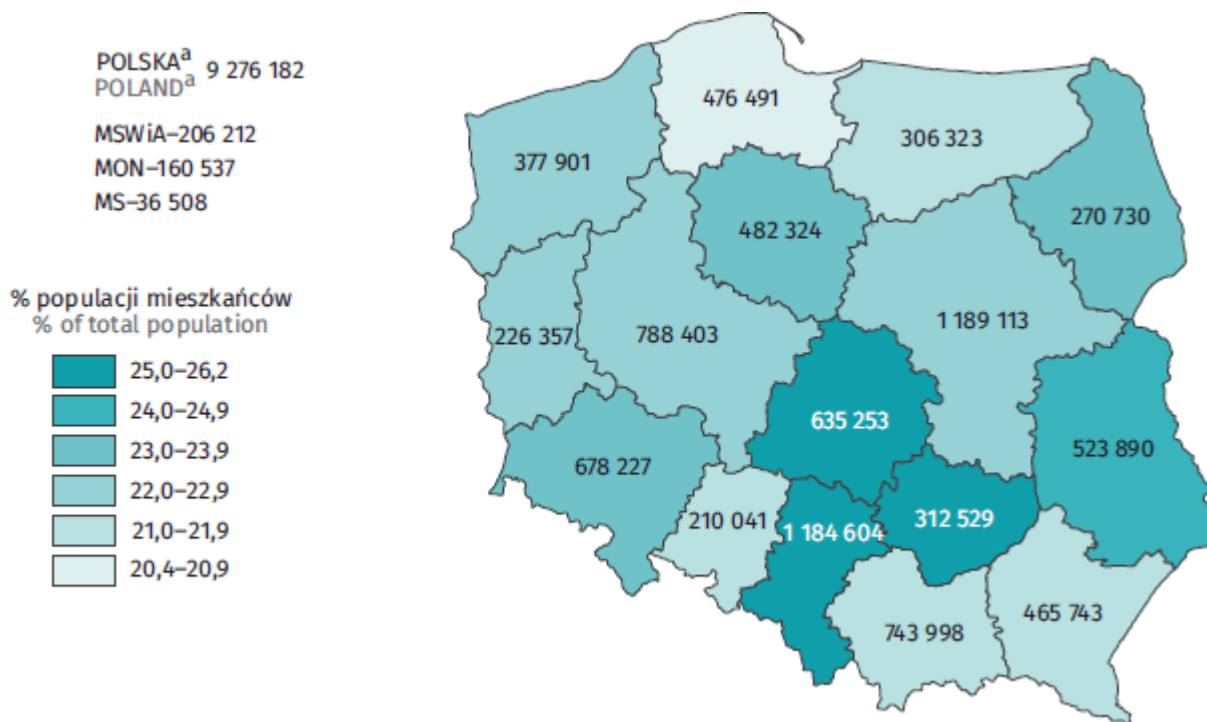 POLSKAᵃ 9 276 182
POLANDᵃ
MSWiA–206 212
MON–160 537
MS–36 508
% populacji mieszkańców
% of total population
25,0–26,2
24,0–24,9
23,0–23,9
22,0–22,9
21,0–21,9
20,4–20,9
476 491
306 323
377 901
270 730
482 324
1 189 113
226 357
788 403
635 253
523 890
678 227
210 041
1 184 604
312 529
465 743
743 998